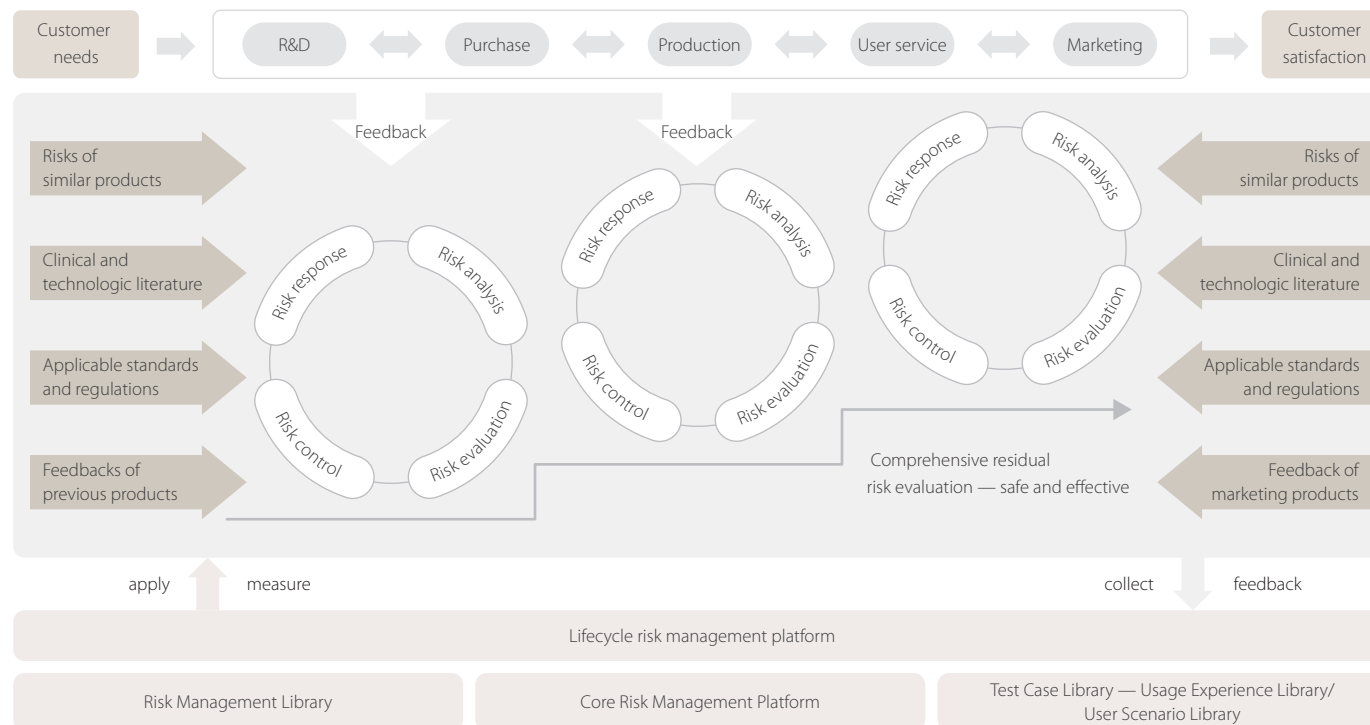 Customer
needs
R&D
Purchase
Production
User service
Marketing
Customer
satisfaction
Feedback
Feedback
Risks of
similar products
Clinical and
technologic literature
Applicable standards
and regulations
Feedbacks of
previous products
Risk response
Risk analysis
Risk control
Risk evaluation
Risk response
Risk analysis
Risk control
Risk evaluation
Risk response
Risk analysis
Risk control
Risk evaluation
Risks of
similar products
Clinical and
technologic literature
Applicable standards
and regulations
Feedback of
marketing products
Comprehensive residual
risk evaluation — safe and effective
apply
measure
collect
feedback
Lifecycle risk management platform
Risk Management Library
Core Risk Management Platform
Test Case Library — Usage Experience Library/
User Scenario Library